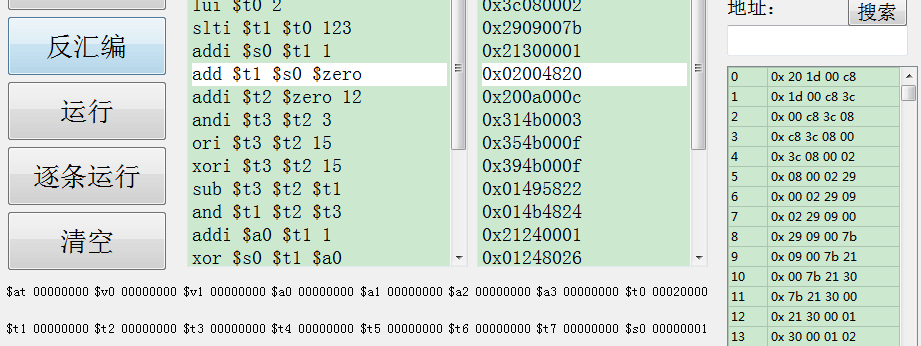 反汇编
运行
逐条运行
清空
lui $t0 2
slti $t1 $t0 123
addi $s0 $t1 1
add $t1 $s0 $zero
addi $t2 $zero 12
andi $t3 $t2 3
ori $t3 $t2 15
xori $t3 $t2 15
sub $t3 $t2 $t1
and $t1 $t2 $t3
addi $a0 $t1 1
xor $s0 $t1 $a0
0x3c080002
0x2909007b
0x21300001
0x02004820
0x200a000c
0x314b0003
0x354b000f
0x394b000f
0x01495822
0x014b4824
0x21240001
0x01248026
地址：
搜索
0 0x 20 1d 00 c8
1 0x 1d 00 c8 3c
2 0x 00 c8 3c 08
3 0x c8 3c 08 00
4 0x 3c 08 00 02
5 0x 08 00 02 29
6 0x 00 02 29 09
7 0x 02 29 09 00
8 0x 29 09 00 7b
9 0x 09 00 7b 21
10 0x 00 7b 21 30
11 0x 7b 21 30 00
12 0x 21 30 00 01
13 0x 30 00 01 02
$at 00000000 $v0 00000000 $v1 00000000 $a0 00000000 $a1 00000000 $a2 00000000 $a3 00000000 $t0 00020000
$t1 00000000 $t2 00000000 $t3 00000000 $t4 00000000 $t5 00000000 $t6 00000000 $t7 00000000 $s0 00000001